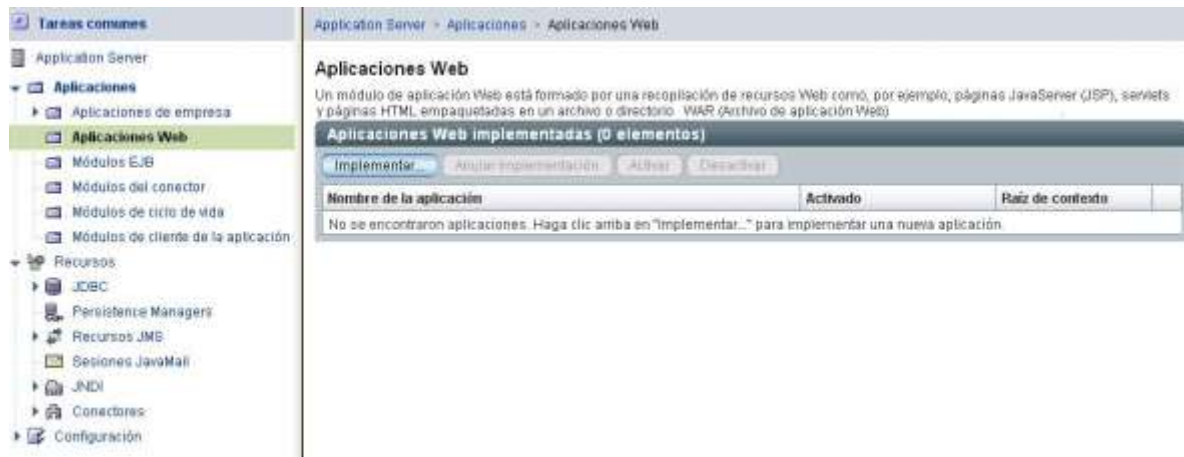 Tareas comunes
Application Server
Aplicaciones
Aplicaciones de empresa
Aplicaciones Web
Módulos EJB
Módulos del conector
Módulos de ciclo de vida
Módulos de cliente de la aplicación
Recursos
JDBC
Persistence Managers
Recursos JMS
Sesiones JavaMail
JNDI
Conectores
Configuración
Application Server > Aplicaciones > Aplicaciones Web
Aplicaciones Web
Un módulo de aplicación Web está formado por una recopilación de recursos Web como, por ejemplo, páginas JavaServer (JSP), servlets
y páginas HTML empaquetadas en un archivo o directorio WAR (Archivo de aplicación Web)
Aplicaciones Web implementadas (0 elementos)
Implementar... Anular implementación Activar Desactivar
Nombre de la aplicación Activado Raíz de contexto
No se encontraron aplicaciones. Haga clic arriba en "Implementar..." para implementar una nueva aplicación.